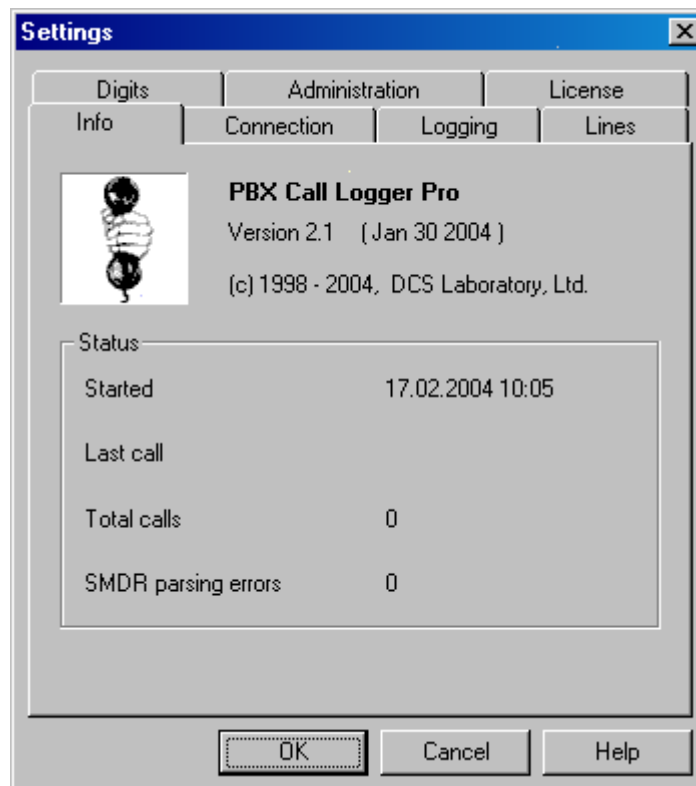 Settings
Digits Administration License
Info Connection Logging Lines
PBX Call Logger Pro
Version 2.1 ( Jan 30 2004 )
(c) 1998 - 2004, DCS Laboratory, Ltd.
Status
Started 17.02.2004 10:05
Last call
Total calls 0
SMDR parsing errors 0
OK Cancel Help